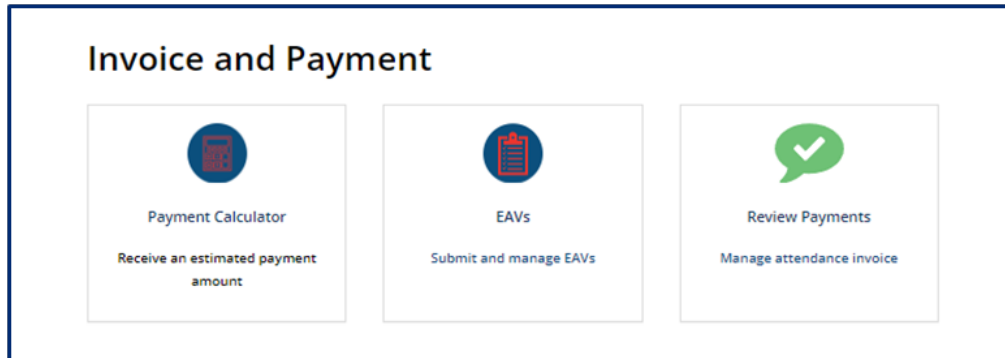 Invoice and Payment
Payment Calculator
Receive an estimated payment
amount
EAVs
Submit and manage EAVs
Review Payments
Manage attendance invoice